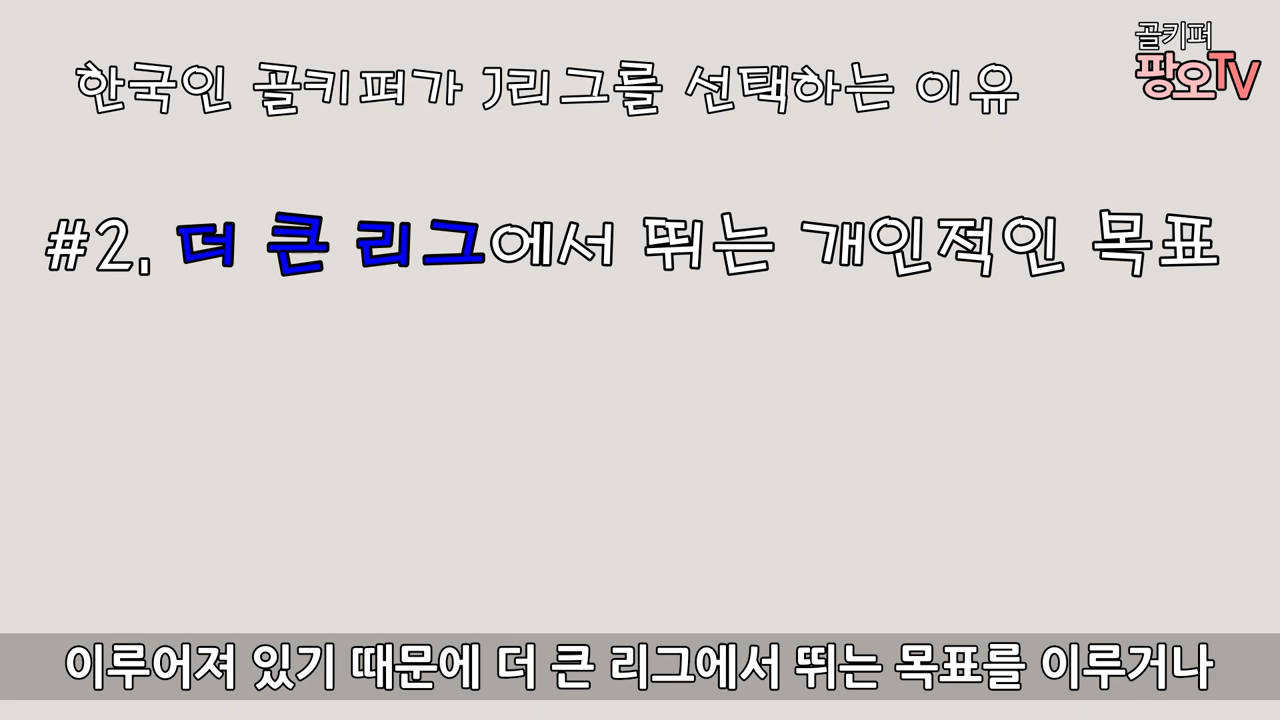 골키퍼
팡오TV
한국인 골키퍼가 J리그를 선택하는 이유
#2. 더 큰 리그에서 뛰는 개인적인 목표
이루어져 있기 때문에 더 큰 리그에서 뛰는 목표를 이루거나